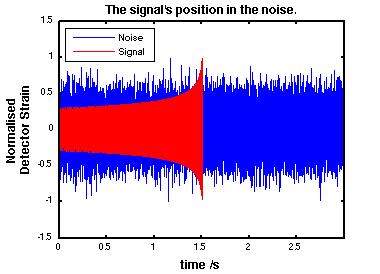 The signal's position in the noise.
1.5
Noise
Signal
1
0.5
0
-0.5
-1
-1.5
Normalised
Detector Strain
0 0.5 1 1.5 2 2.5
time /s